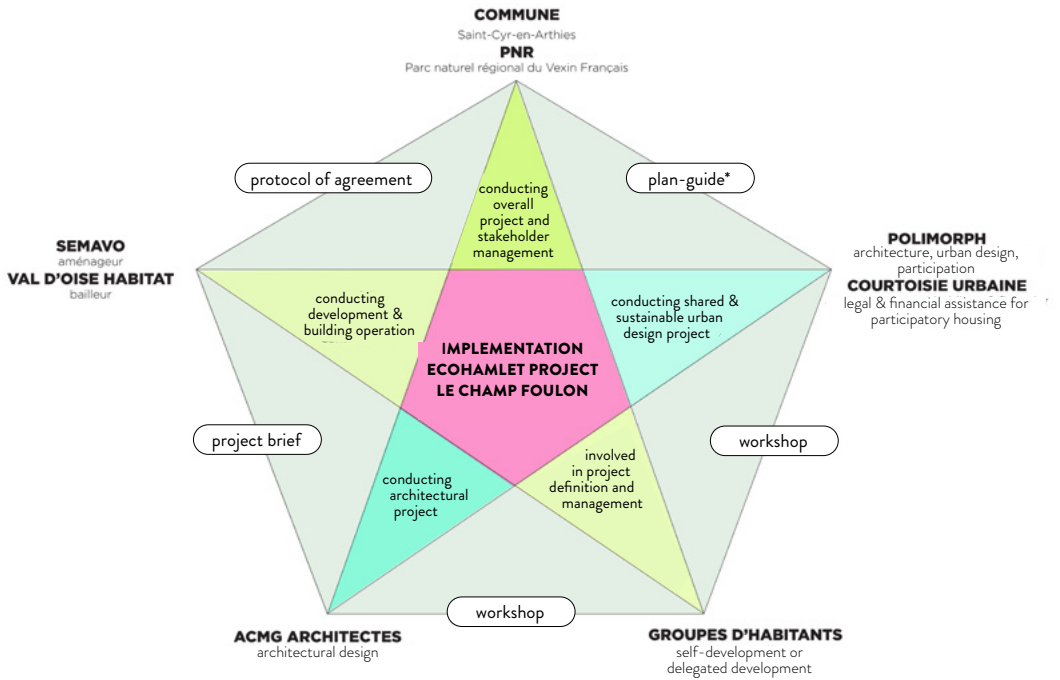 COMMUNE
Saint-Cyr-en-Arthies
PNR
Parc naturel régional du Vexin Français
protocol of agreement
plan-guide*
conducting
overall
project and
stakeholder
management
SEMAVO
aménageur
VAL D'OISE HABITAT
bailleur
POLIMORPH
architecture, urban design,
participation
COURTOISIE URBAINE
legal & financial assistance for
participatory housing
conducting
development &
building operation
conducting shared &
sustainable urban
design project
IMPLEMENTATION
ECOHAMLET PROJECT
LE CHAMP FOULON
project brief
workshop
conducting
architectural
project
involved
in project
definition and
management
workshop
ACMG ARCHITECTES
architectural design
GROUPES D'HABITANTS
self-development or
delegated development